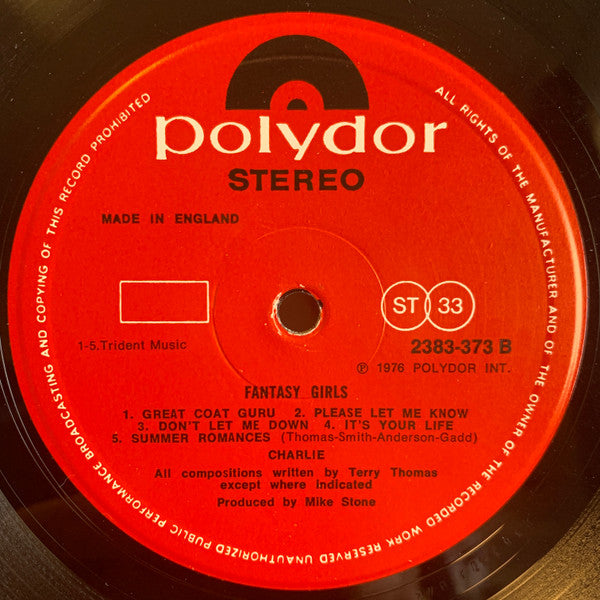 polydor
STEREO
MADE IN ENGLAND
ST 33
1-5.Trident Music
2383-373 B
℗ 1976 POLYDOR INT.
FANTASY GIRLS
1. GREAT COAT GURU 2. PLEASE LET ME KNOW
3. DON'T LET ME DOWN 4. IT'S YOUR LIFE
5. SUMMER ROMANCES (Thomas-Smith-Anderson-Gadd)
CHARLIE
All compositions written by Terry Thomas
except where indicated
Produced by Mike Stone
ALL RIGHTS OF THE MANUFACTURER AND OF THE OWNER OF THE RECORDED WORK RESERVED UNAUTHORIZED PUBLIC PERFORMANCE BROADCASTING AND COPYING OF THIS RECORD PROHIBITED